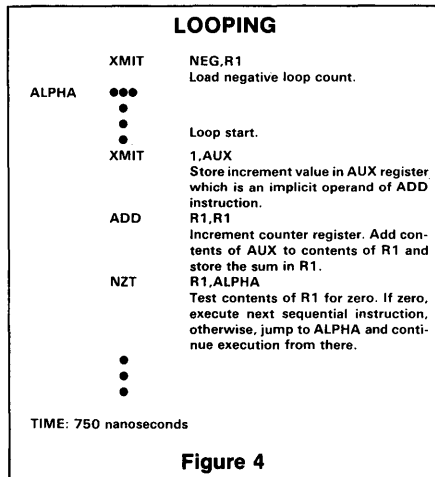 LOOPING
XMIT NEG,R1
Load negative loop count.
ALPHA ●●●
●
●
● Loop start.
XMIT 1,AUX
Store increment value in AUX register
which is an implicit operand of ADD
instruction.
ADD R1,R1
Increment counter register. Add con-
tents of AUX to contents of R1 and
store the sum in R1.
NZT R1,ALPHA
Test contents of R1 for zero. If zero,
execute next sequential instruction,
otherwise, jump to ALPHA and conti-
nue execution from there.
●
●
●
TIME: 750 nanoseconds
Figure 4